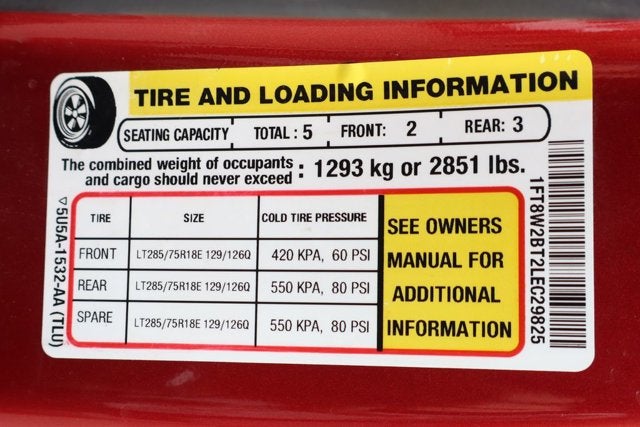 TIRE AND LOADING INFORMATION
SEATING CAPACITY TOTAL : 5 FRONT: 2 REAR: 3
The combined weight of occupants
and cargo should never exceed : 1293 kg or 2851 lbs.
TIRE SIZE COLD TIRE PRESSURE
FRONT LT285/75R18E 129/126Q 420 KPA, 60 PSI
REAR LT285/75R18E 129/126Q 550 KPA, 80 PSI
SPARE LT285/75R18E 129/126Q 550 KPA, 80 PSI
SEE OWNERS
MANUAL FOR
ADDITIONAL
INFORMATION
▽5U5A-1532-AA (TLU)
1FT8W2BT2LEC29825